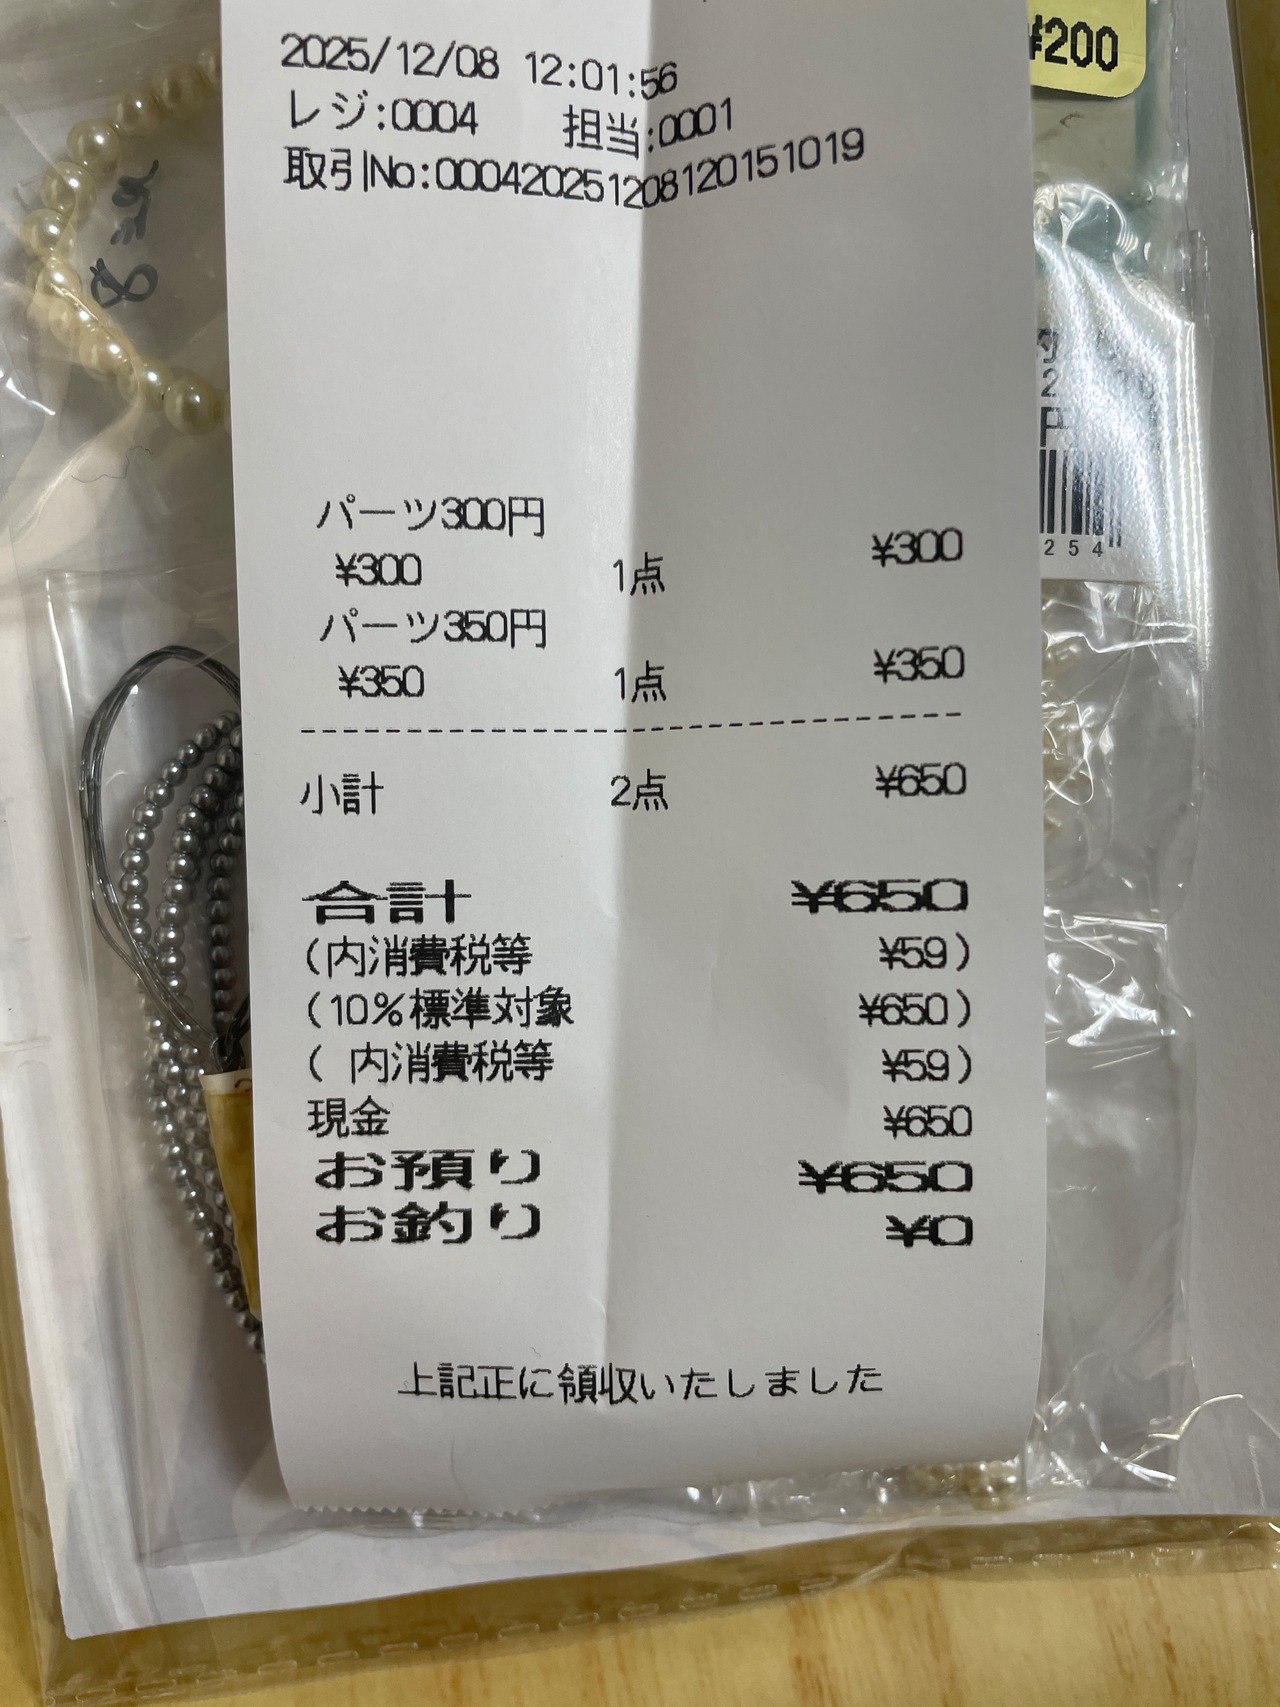 2025/12/08 12:01:56
レジ:0004 担当:0001
取引No:00042025120812015​1019
パーツ300円
¥300 1点 ¥300
パーツ350円
¥350 1点 ¥350
小計 2点 ¥650
合計 ¥650
(内消費税等 ¥59)
(10%標準対象 ¥650)
( 内消費税等 ¥59)
現金 ¥650
お預り ¥650
お釣り ¥0
上記正に領収いたしました
¥200
円
254